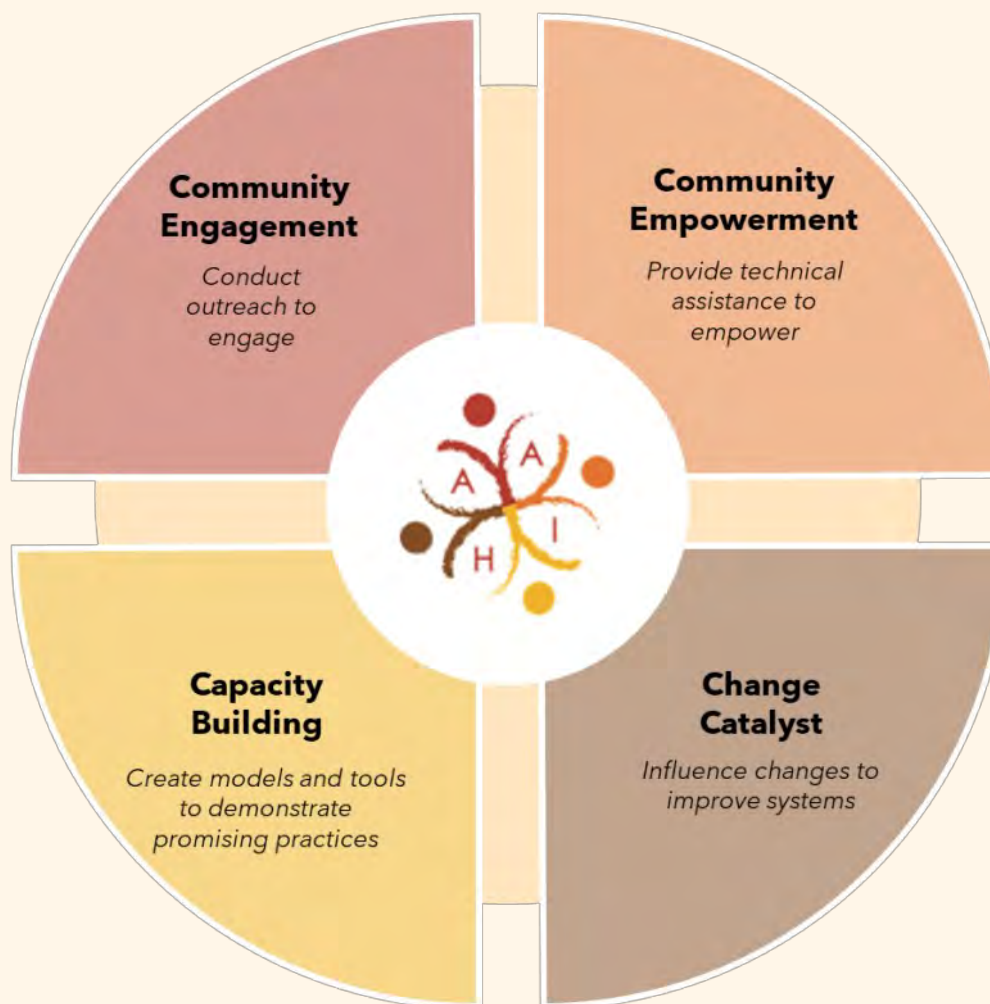 Community
Engagement
Conduct
outreach to
engage
Community
Empowerment
Provide technical
assistance to
empower
A
A
H
I
Capacity
Building
Create models and tools
to demonstrate
promising practices
Change
Catalyst
Influence changes to
improve systems